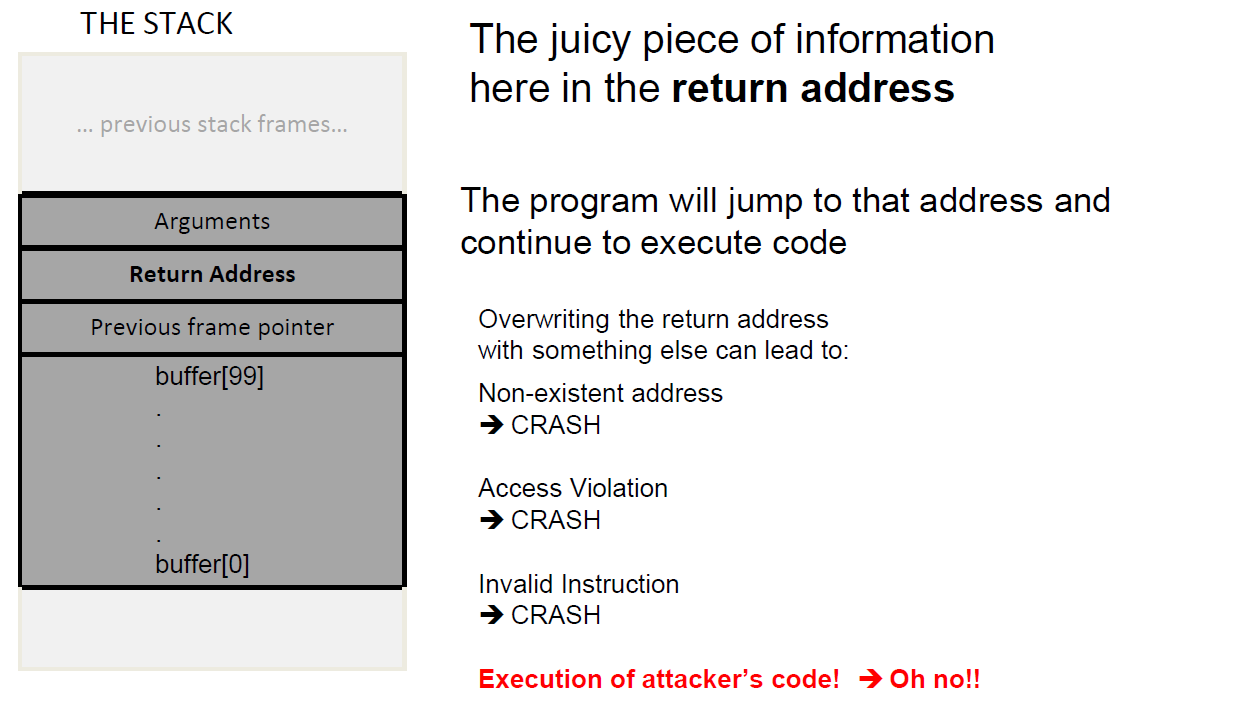 THE STACK
... previous stack frames...
Arguments
Return Address
Previous frame pointer
buffer[99]
.
.
.
.
.
buffer[0]
The juicy piece of information
here in the return address
The program will jump to that address and
continue to execute code
Overwriting the return address
with something else can lead to:
Non-existent address
➔ CRASH
Access Violation
➔ CRASH
Invalid Instruction
➔ CRASH
Execution of attacker’s code! ➔ Oh no!!